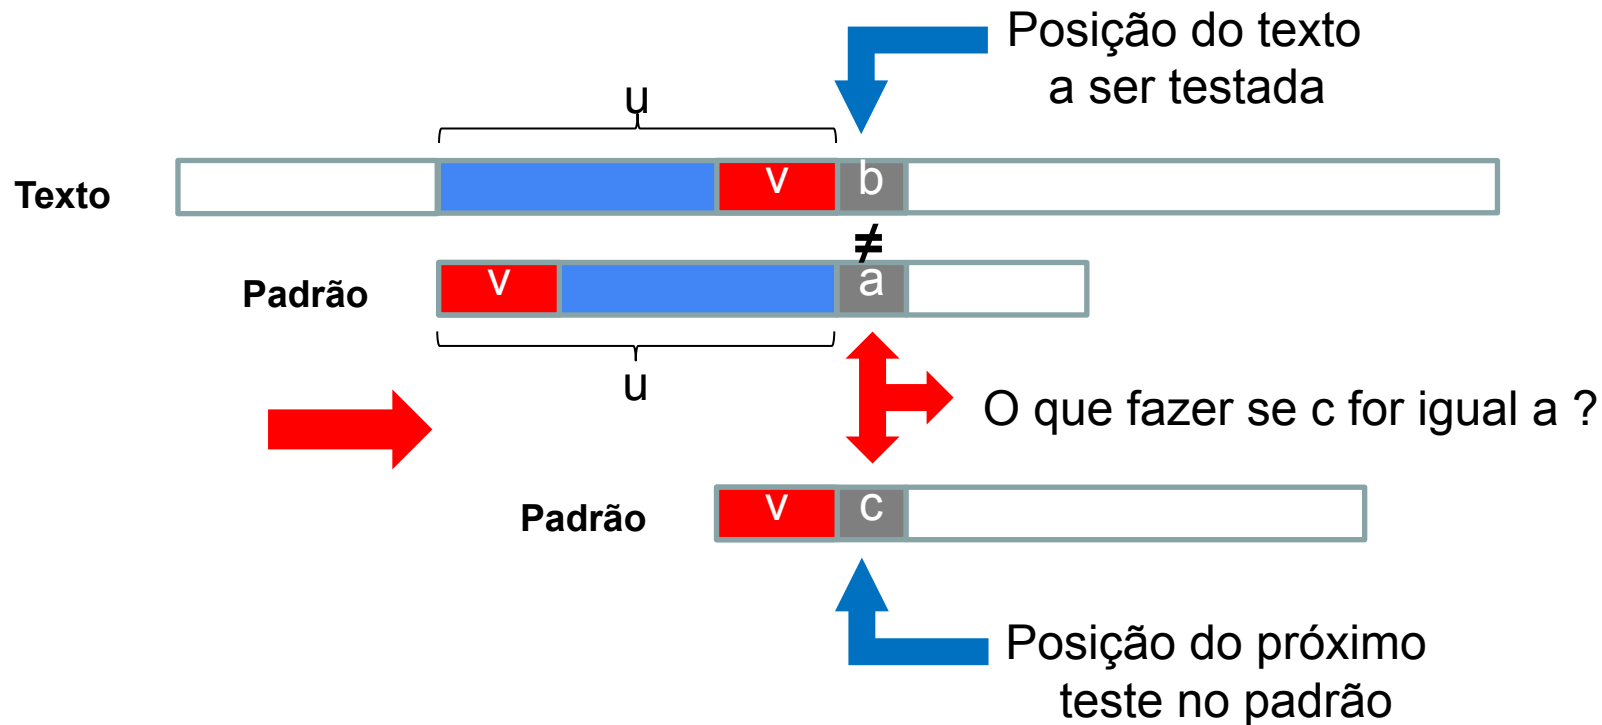 Posição do texto
a ser testada
u
Texto
v
b
≠
Padrão
v
a
u
O que fazer se c for igual a ?
Padrão
v
c
Posição do próximo
teste no padrão